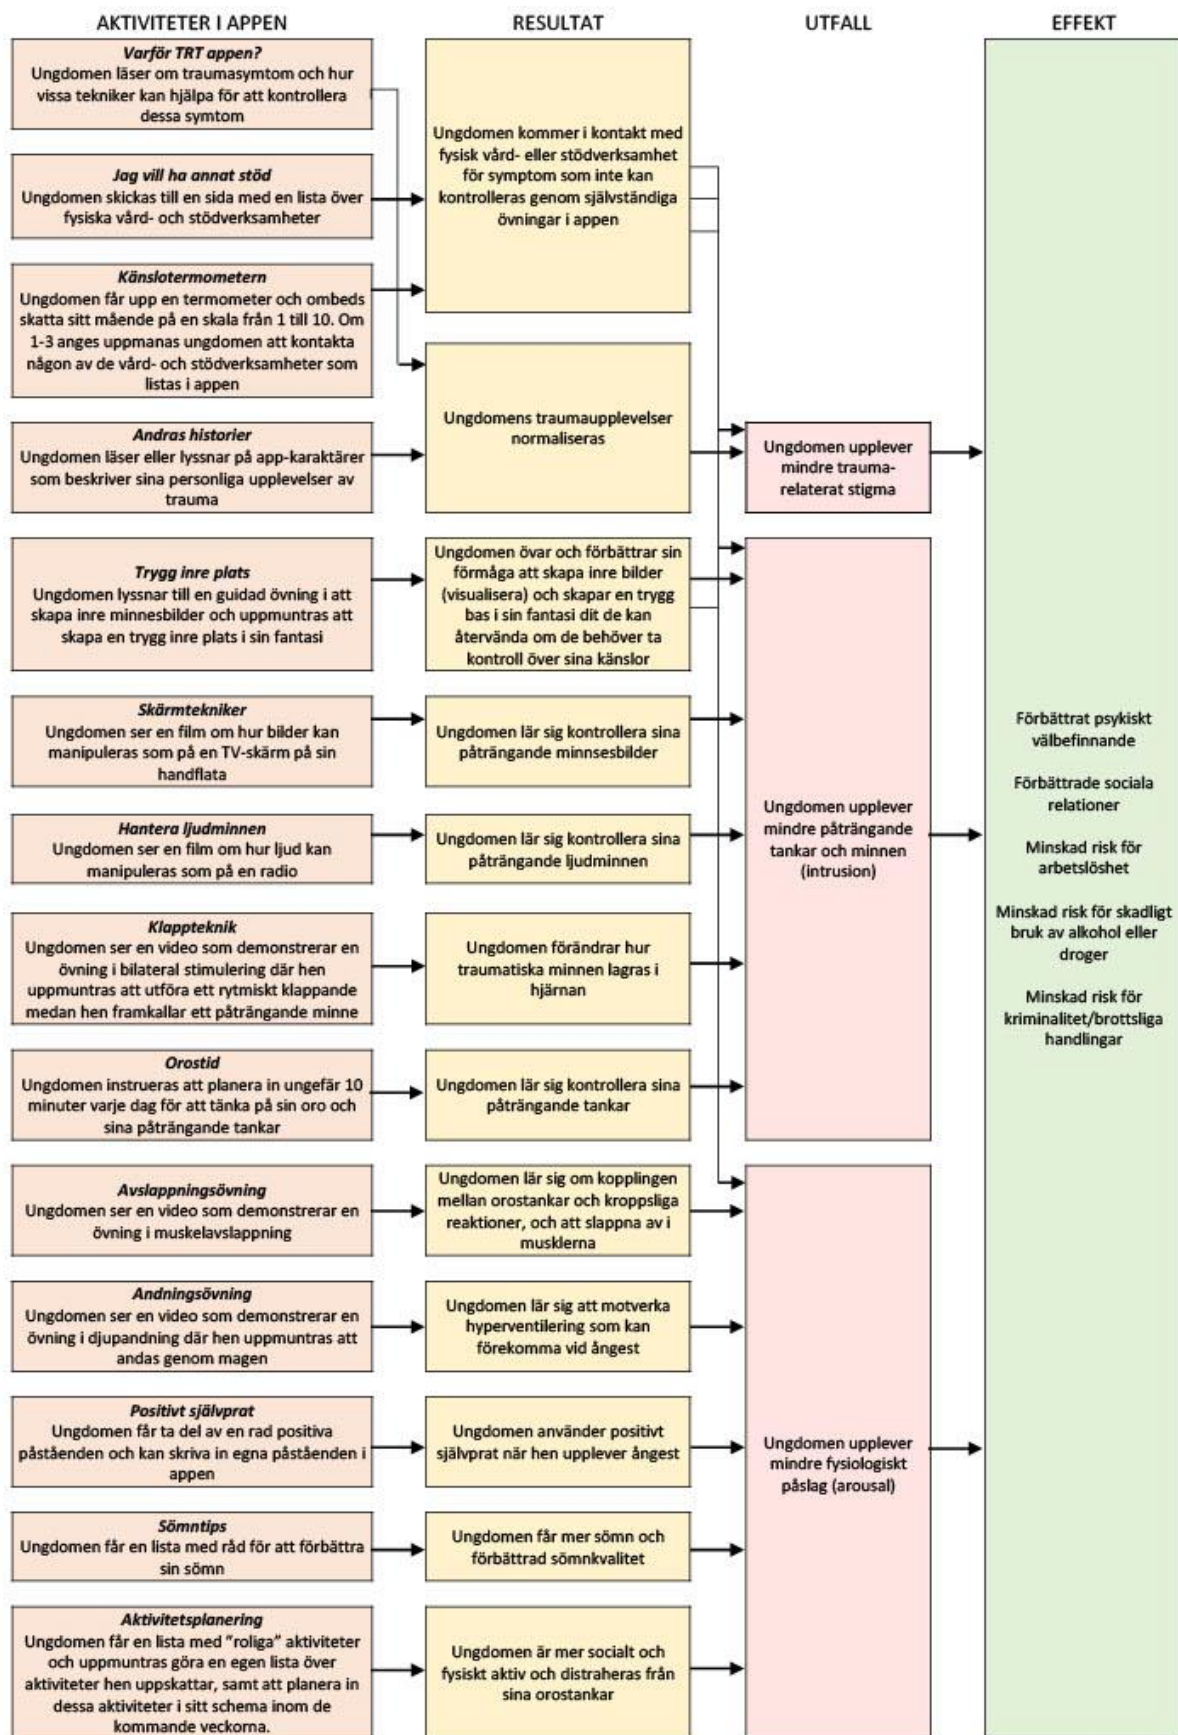 AKTIVITETER I APPEN
RESULTAT
UTFALL
EFFEKT
Varför TRT appen?
Ungdomen läser om traumasymtom och hur
vissa tekniker kan hjälpa för att kontrollera
dessa symtom
Jag vill ha annat stöd
Ungdomen skickas till en sida med en lista över
fysiska vård- och stödverksamheter
Känslotermometern
Ungdomen får upp en termometer och ombeds
skatta sitt mående på en skala från 1 till 10. Om
1-3 anges uppmanas ungdomen att kontakta
någon av de vård- och stödverksamheter som
listas i appen
Andras historier
Ungdomen läser eller lyssnar på app-karaktärer
som beskriver sina personliga upplevelser av
trauma
Trygg inre plats
Ungdomen lyssnar till en guidad övning i att
skapa inre minnesbilder och uppmuntras att
skapa en trygg inre plats i sin fantasi
Skärmtekniker
Ungdomen ser en film om hur bilder kan
manipuleras som på en TV-skärm på sin
handflata
Hantera ljudminnen
Ungdomen ser en film om hur ljud kan
manipuleras som på en radio
Klappteknik
Ungdomen ser en video som demonstrerar en
övning i bilateral stimulering där hen
uppmuntras att utföra ett rytmiskt klappande
medan hen framkallar ett påträngande minne
Orostid
Ungdomen instrueras att planera in ungefär 10
minuter varje dag för att tänka på sin oro och
sina påträngande tankar
Avslappningsövning
Ungdomen ser en video som demonstrerar en
övning i muskelavslappning
Andningsövning
Ungdomen ser en video som demonstrerar en
övning i djupandning där hen uppmuntras att
andas genom magen
Positivt självprat
Ungdomen får ta del av en rad positiva
påståenden och kan skriva in egna påståenden i
appen
Sömntips
Ungdomen får en lista med råd för att förbättra
sin sömn
Aktivitetsplanering
Ungdomen får en lista med ”roliga” aktiviteter
och uppmuntras göra en egen lista över
aktiviteter hen uppskattar, samt att planera in
dessa aktiviteter i sitt schema inom de
kommande veckorna.
Ungdomen kommer i kontakt med
fysisk vård- eller stödverksamhet
för symptom som inte kan
kontrolleras genom självständiga
övningar i appen
Ungdomens traumaupplevelser
normaliseras
Ungdomen övar och förbättrar sin
förmåga att skapa inre bilder
(visualisera) och skapar en trygg
bas i sin fantasi dit de kan
återvända om de behöver ta
kontroll över sina känslor
Ungdomen lär sig kontrollera sina
påträngande minnsesbilder
Ungdomen lär sig kontrollera sina
påträngande ljudminnen
Ungdomen förändrar hur
traumatiska minnen lagras i
hjärnan
Ungdomen lär sig kontrollera sina
påträngande tankar
Ungdomen lär sig om kopplingen
mellan orostankar och kroppsliga
reaktioner, och att slappna av i
musklerna
Ungdomen lär sig att motverka
hyperventilering som kan
förekomma vid ångest
Ungdomen använder positivt
självprat när hen upplever ångest
Ungdomen får mer sömn och
förbättrad sömnkvalitet
Ungdomen är mer socialt och
fysiskt aktiv och distraheras från
sina orostankar
Ungdomen upplever
mindre trauma-
relaterat stigma
Ungdomen upplever
mindre påträngande
tankar och minnen
(intrusion)
Ungdomen upplever
mindre fysiologiskt
påslag (arousal)
Förbättrat psykiskt
välbefinnande
Förbättrade sociala
relationer
Minskad risk för
arbetslöshet
Minskad risk för skadligt
bruk av alkohol eller
droger
Minskad risk för
kriminalitet/brottsliga
handlingar